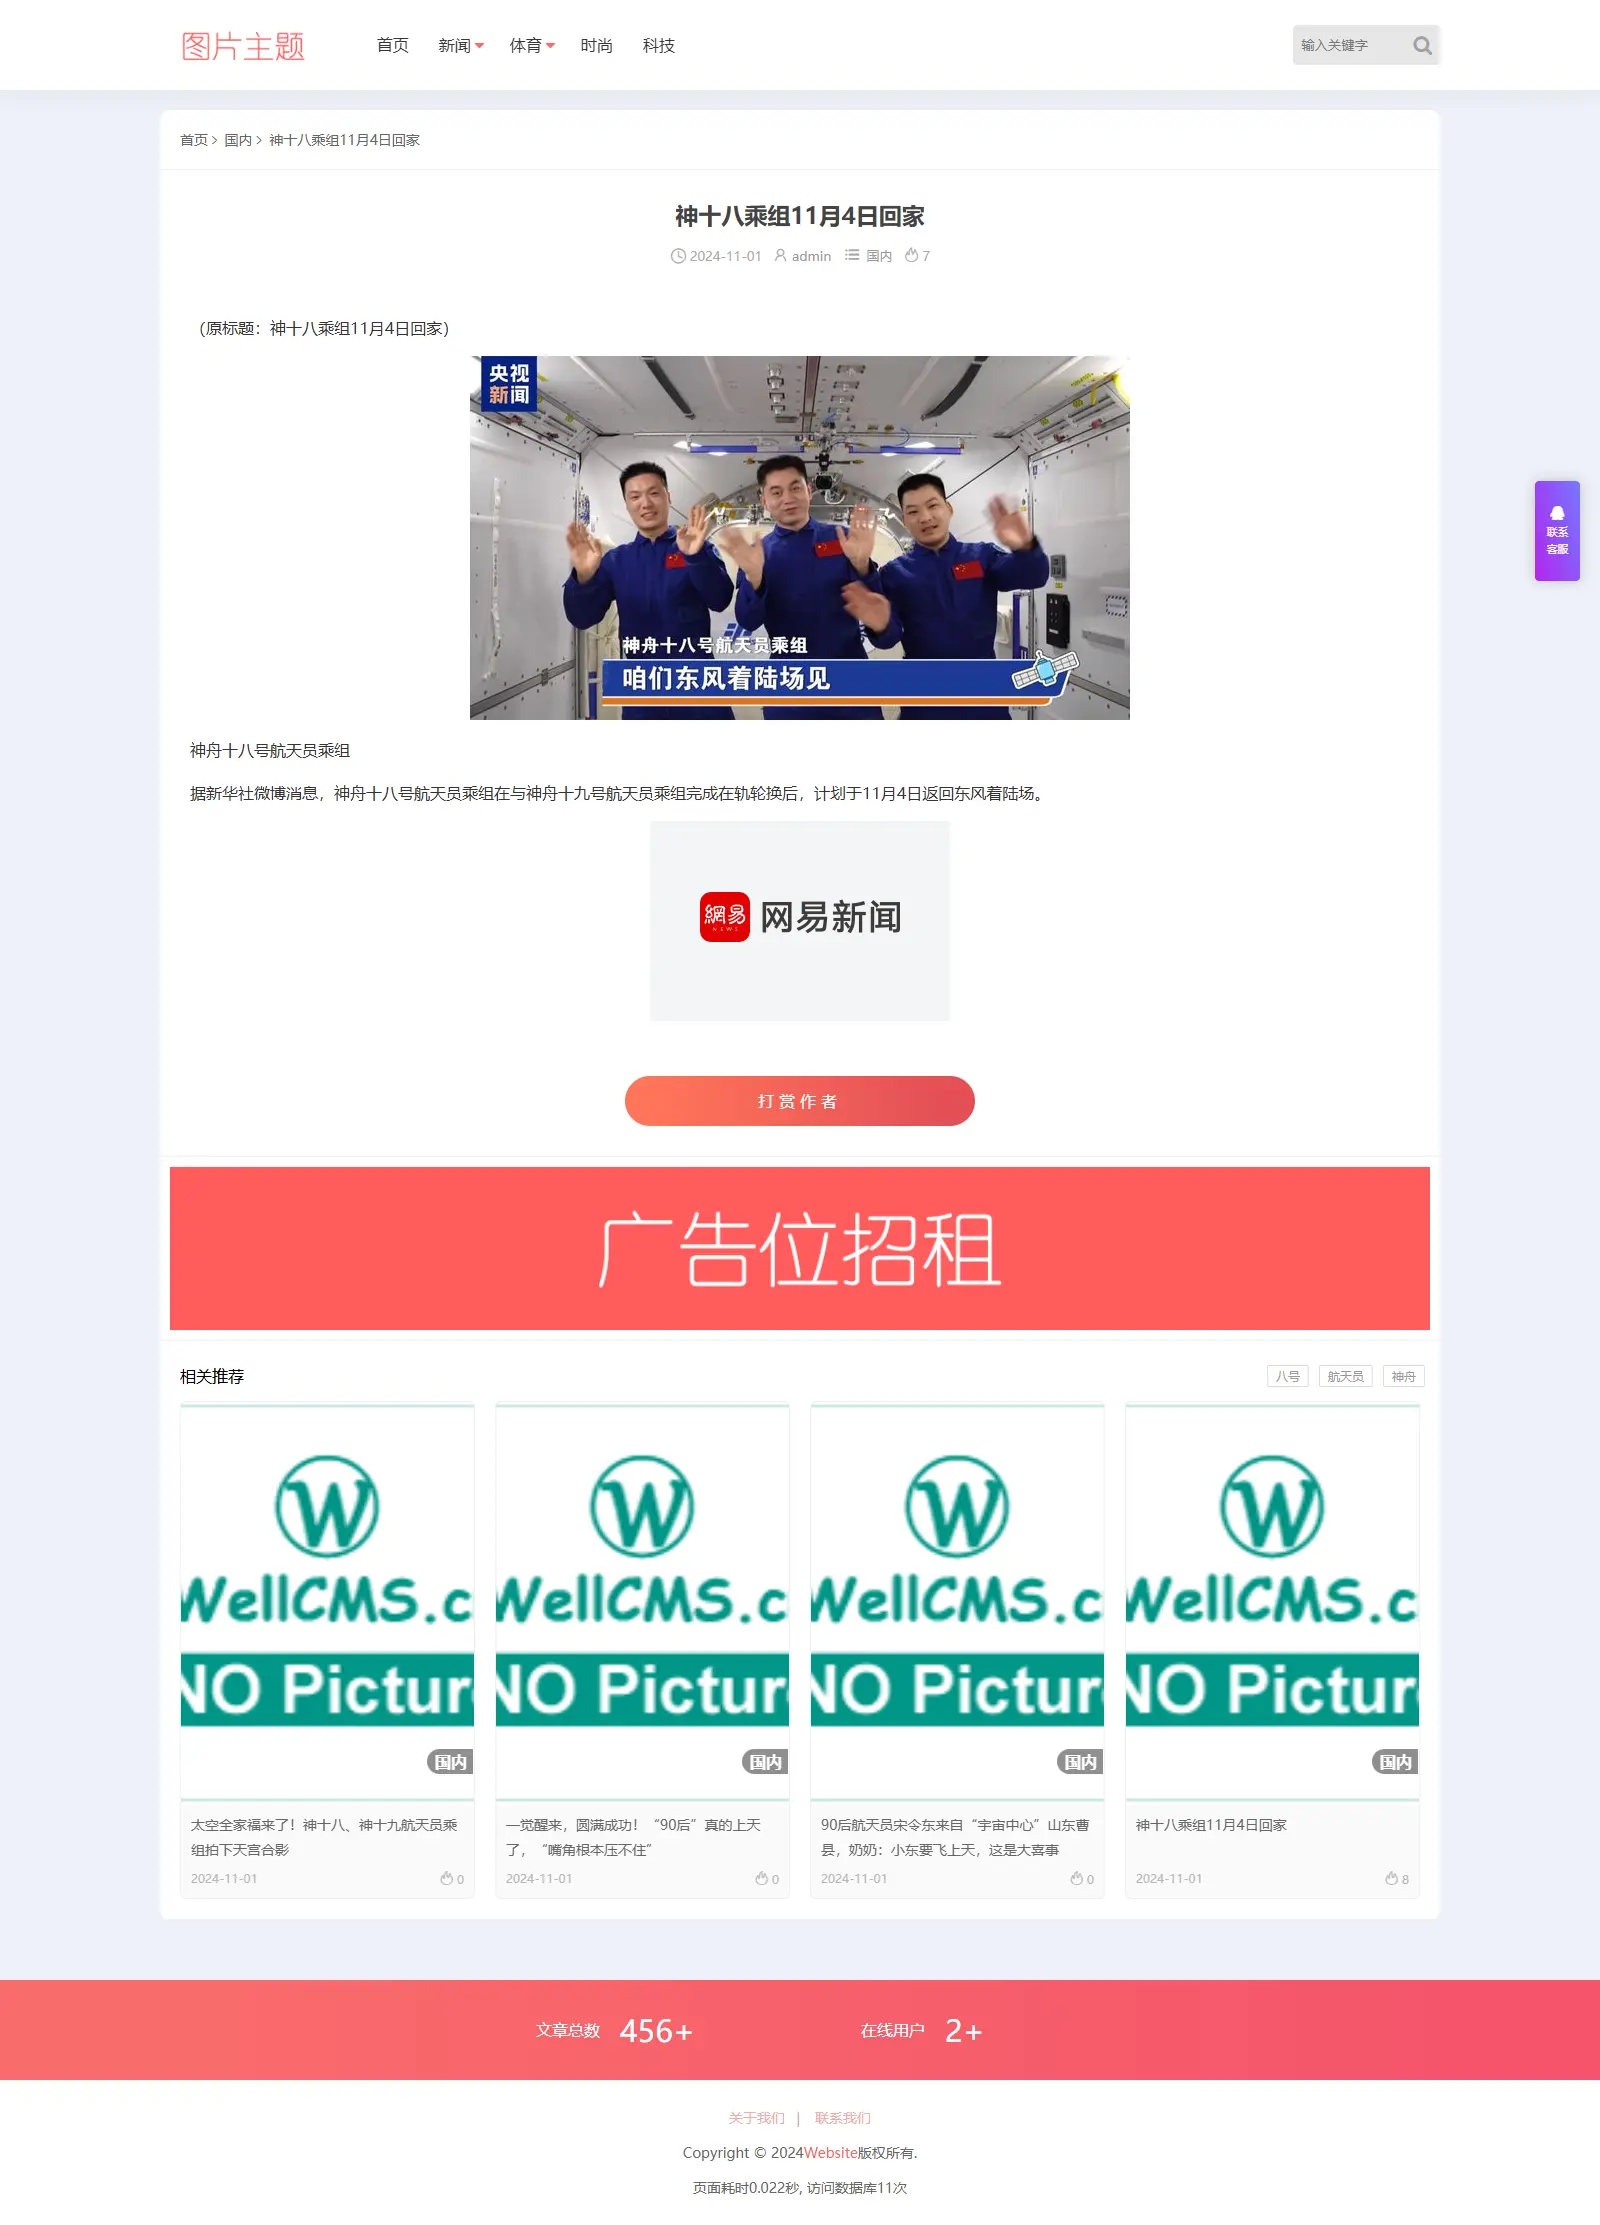 图片主题
首页 新闻 体育 时尚 科技
输入关键字
首页 > 国内 > 神十八乘组11月4日回家
神十八乘组11月4日回家
2024-11-01 admin 国内 7
（原标题：神十八乘组11月4日回家）
央视
新闻
神舟十八号航天员乘组
咱们东风着陆场见
联系
客服
神舟十八号航天员乘组
据新华社微博消息，神舟十八号航天员乘组在与神舟十九号航天员乘组完成在轨轮换后，计划于11月4日返回东风着陆场。
網易
NEWS
网易新闻
打赏作者
广告位招租
相关推荐
八号 航天员 神舟
WellCMS.c
NO Pictur
国内
太空全家福来了！神十八、神十九航天员乘
组拍下天宫合影
2024-11-01 0
WellCMS.c
NO Pictur
国内
一觉醒来，圆满成功！“90后”真的上天
了，“嘴角根本压不住”
2024-11-01 0
WellCMS.c
NO Pictur
国内
90后航天员宋令东来自“宇宙中心”山东曹
县，奶奶：小东要飞上天，这是大喜事
2024-11-01 0
WellCMS.c
NO Pictur
国内
神十八乘组11月4日回家
2024-11-01 8
文章总数 456+ 在线用户 2+
关于我们 | 联系我们
Copyright © 2024Website版权所有.
页面耗时0.022秒, 访问数据库11次